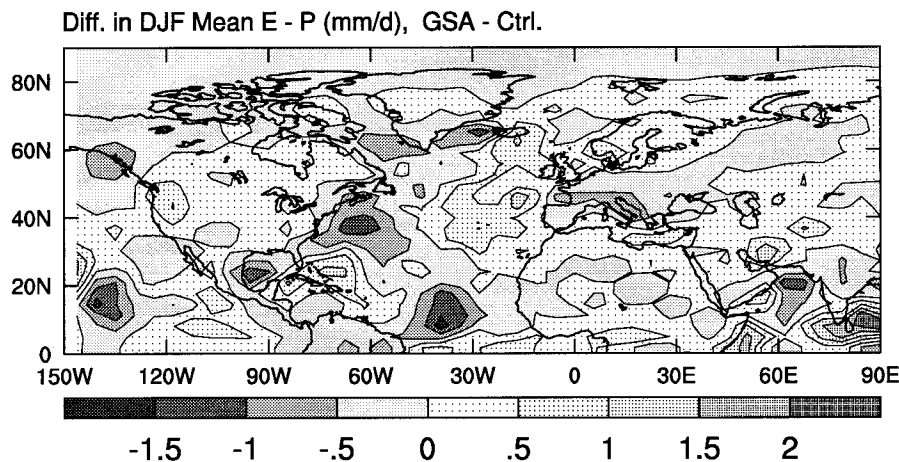 Diff. in DJF Mean E - P (mm/d), GSA - Ctrl.
80N
60N
40N
20N
0
150W 120W 90W 60W 30W 0 30E 60E 90E
-1.5 -1 -.5 0 .5 1 1.5 2